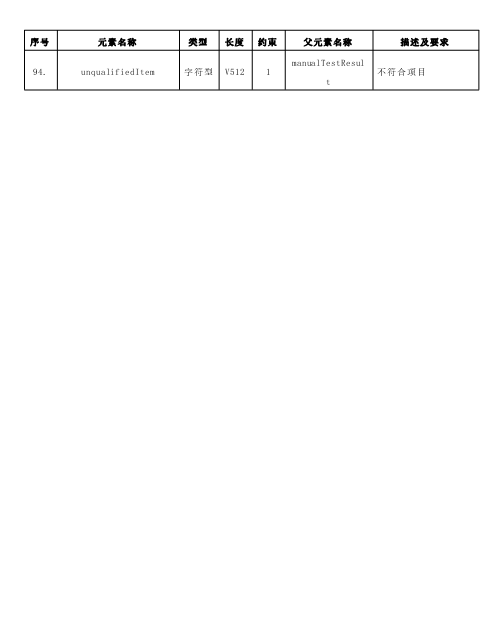 序号 元素名称 类型 长度 约束 父元素名称 描述及要求
94. unqualifiedItem 字符型 V512 1 manualTestResul
t 不符合项目